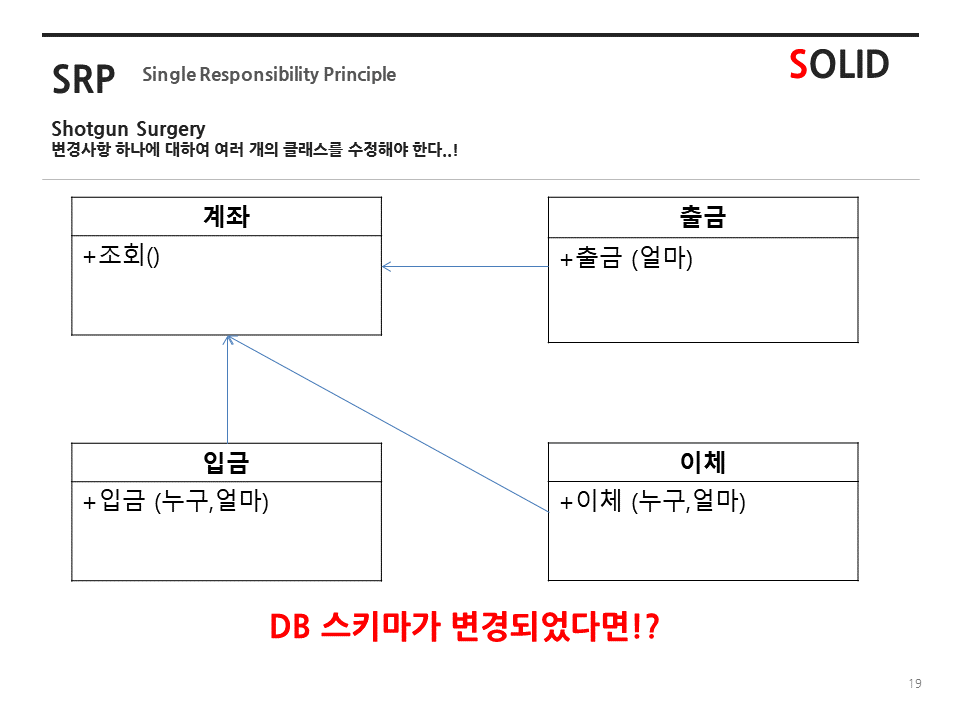 SRP Single Responsibility Principle
SOLID
Shotgun Surgery
변경사항 하나에 대하여 여러 개의 클래스를 수정해야 한다..!
계좌
+조회()
출금
+출금 (얼마)
입금
+입금 (누구,얼마)
이체
+이체 (누구,얼마)
DB 스키마가 변경되었다면!?
19